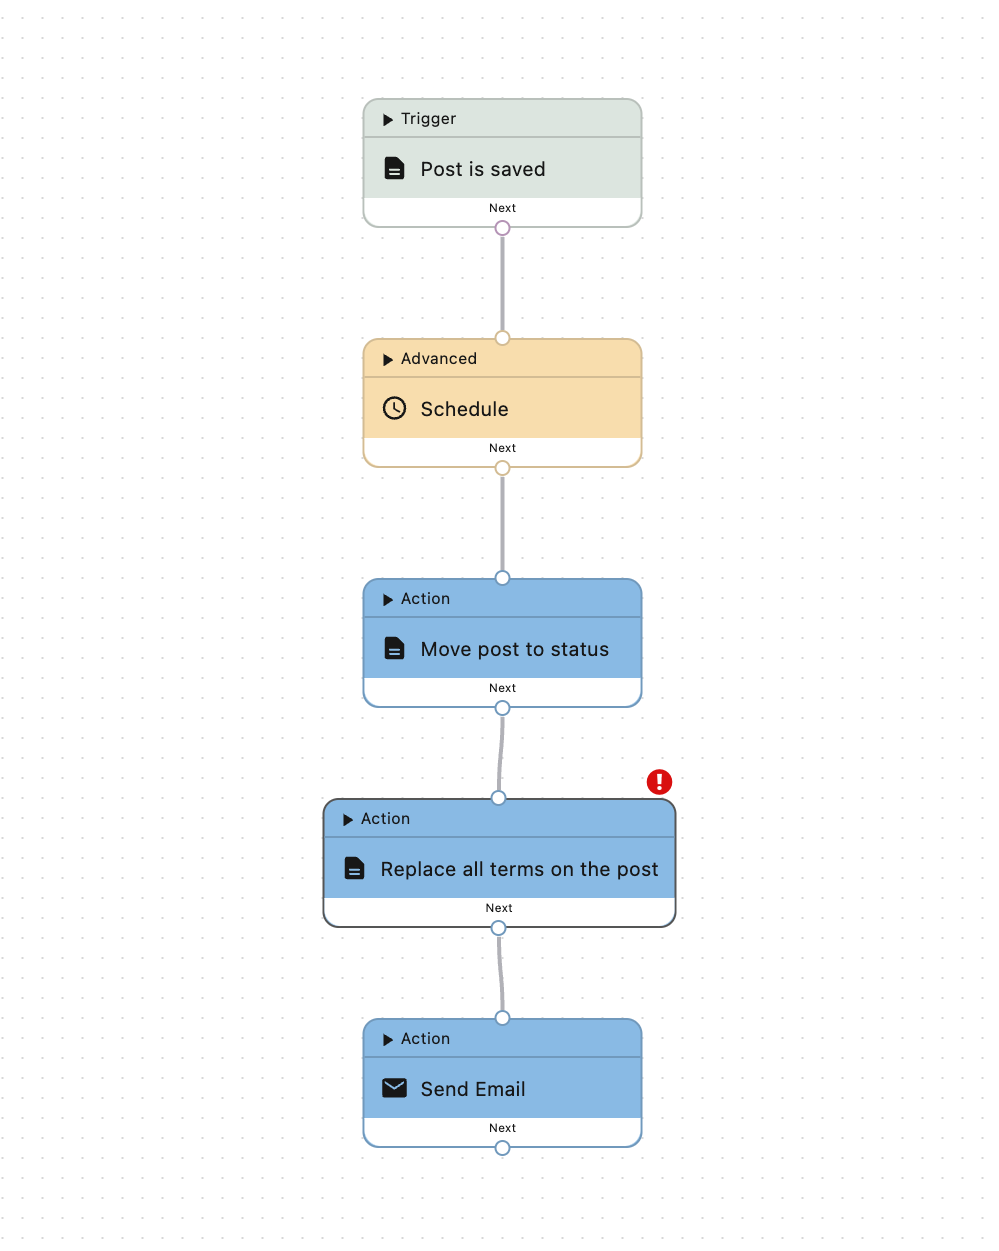 Trigger
Post is saved
Next
Advanced
Schedule
Next
Action
Move post to status
Next
Action
Replace all terms on the post
Next
Action
Send Email
Next